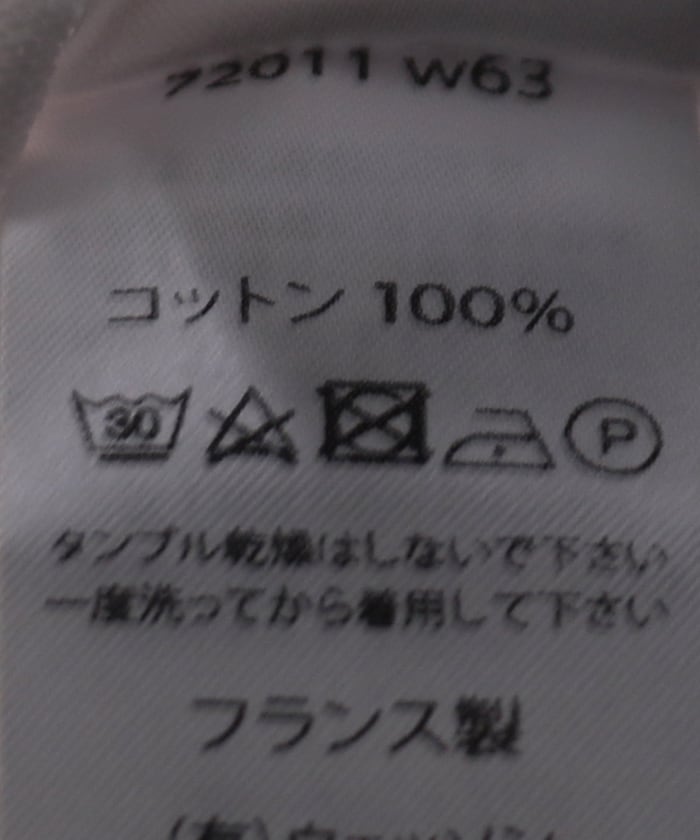 72011 W63
コットン 100%
30 P
タンブル乾燥はしないで下さい
一度洗ってから着用して下さい
フランス製
(有)